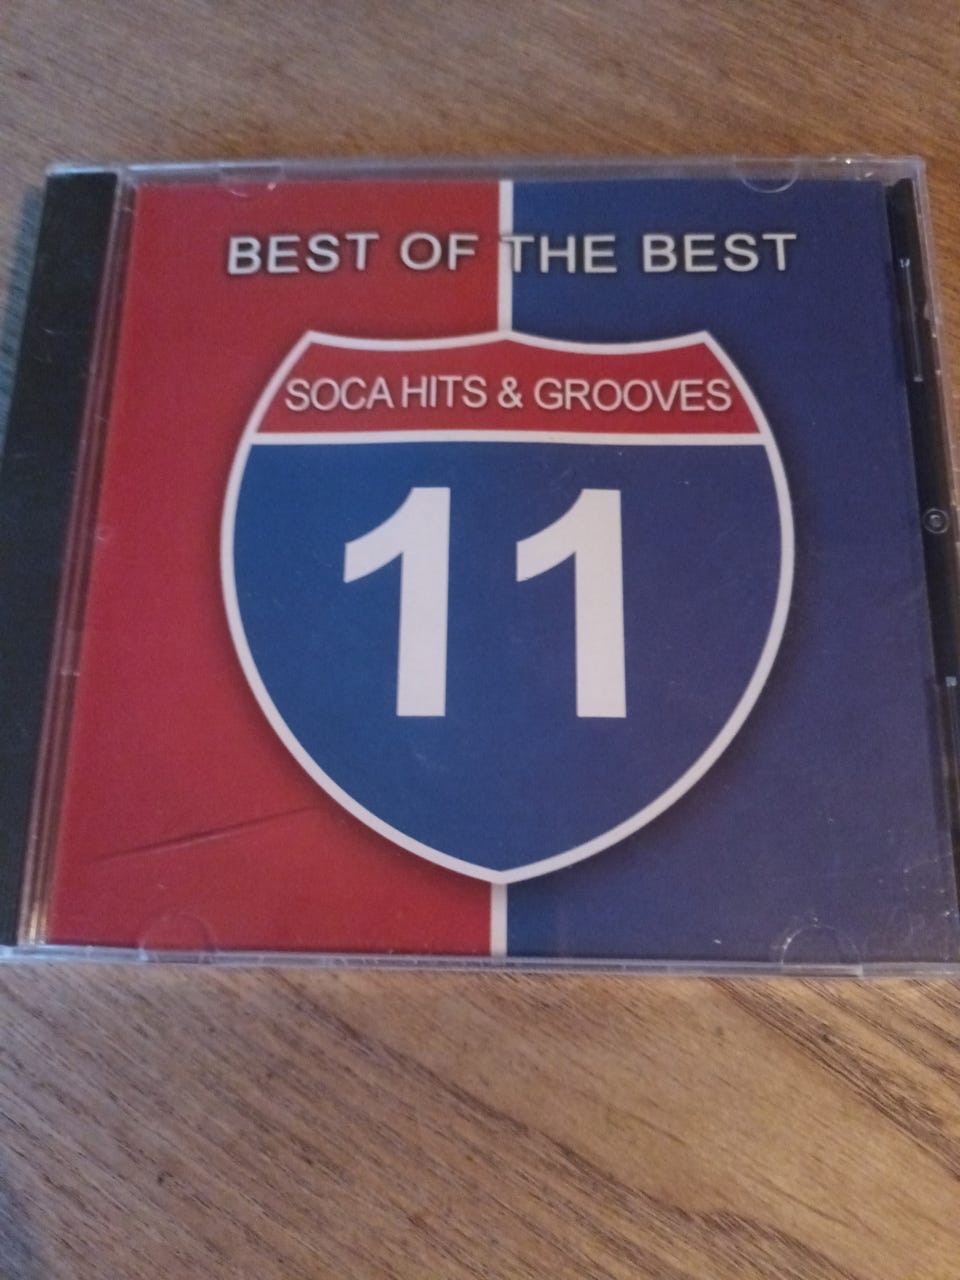 BEST OF THE BEST
SOCA HITS & GROOVES
11